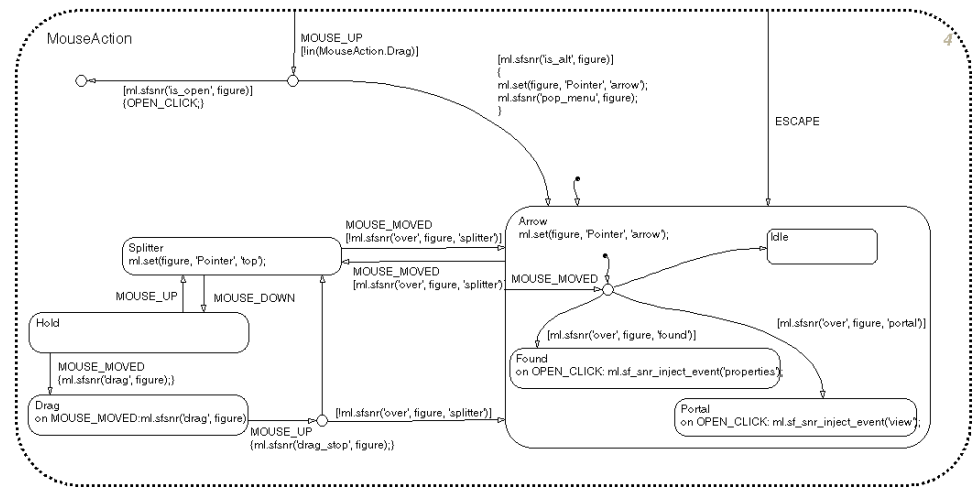 MouseAction
4
MOUSE_UP
[!in(MouseAction.Drag)]
[ml.sfsnr('is_open', figure)]
{OPEN_CLICK;}
[ml.sfsnr('is_alt', figure)]
{
ml.set(figure, 'Pointer', 'arrow');
ml.sfsnr('pop_menu', figure);
}
ESCAPE
Splitter
ml.set(figure, 'Pointer', 'top');
MOUSE_MOVED
[!ml.sfsnr('over', figure, 'splitter')]
MOUSE_MOVED
[ml.sfsnr('over', figure, 'splitter')
Arrow
ml.set(figure, 'Pointer', 'arrow');
Idle
MOUSE_MOVED
MOUSE_UP
MOUSE_DOWN
Hold
[ml.sfsnr('over', figure, 'found')]
[ml.sfsnr('over', figure, 'portal')]
Found
on OPEN_CLICK: ml.sf_snr_inject_event('properties');
MOUSE_MOVED
{ml.sfsnr('drag', figure);}
Drag
on MOUSE_MOVED:ml.sfsnr('drag', figure)
[!ml.sfsnr('over', figure, 'splitter')]
MOUSE_UP
{ml.sfsnr('drag_stop', figure);}
Portal
on OPEN_CLICK: ml.sf_snr_inject_event('view');